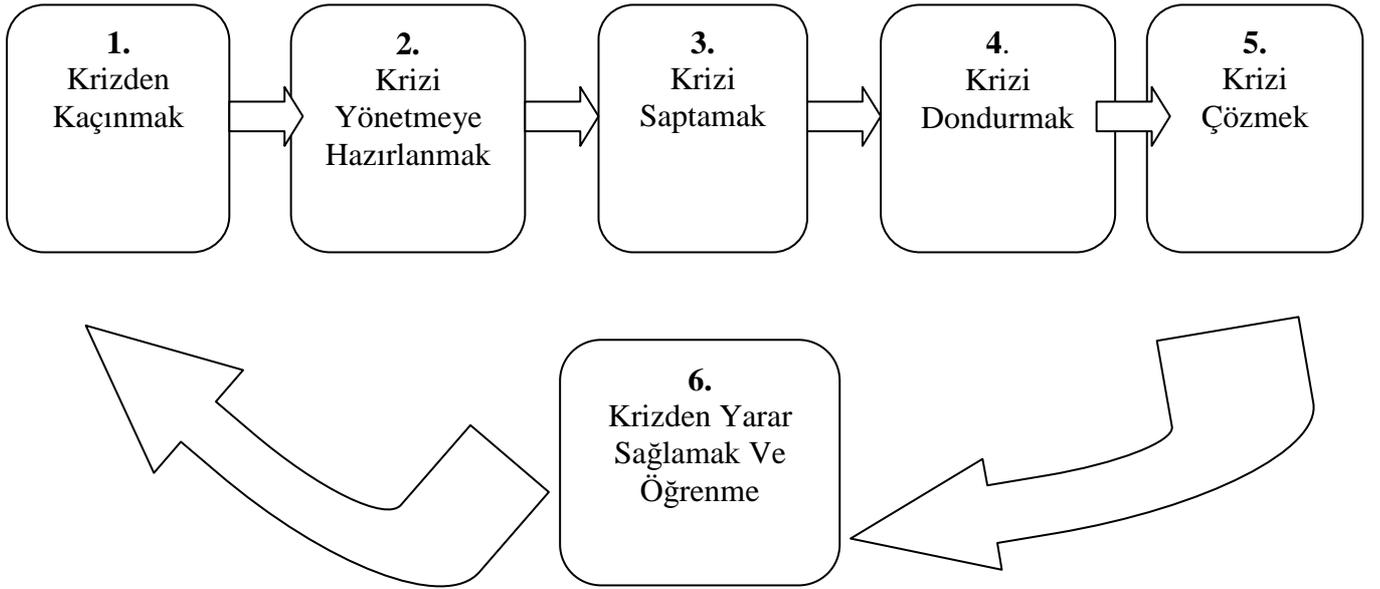 1.
Krizden
Kaçınmak
2.
Krizi
Yönetmeye
Hazırlanmak
3.
Krizi
Saptamak
4.
Krizi
Dondurmak
5.
Krizi
Çözmek
6.
Krizden Yarar
Sağlamak Ve
Öğrenme